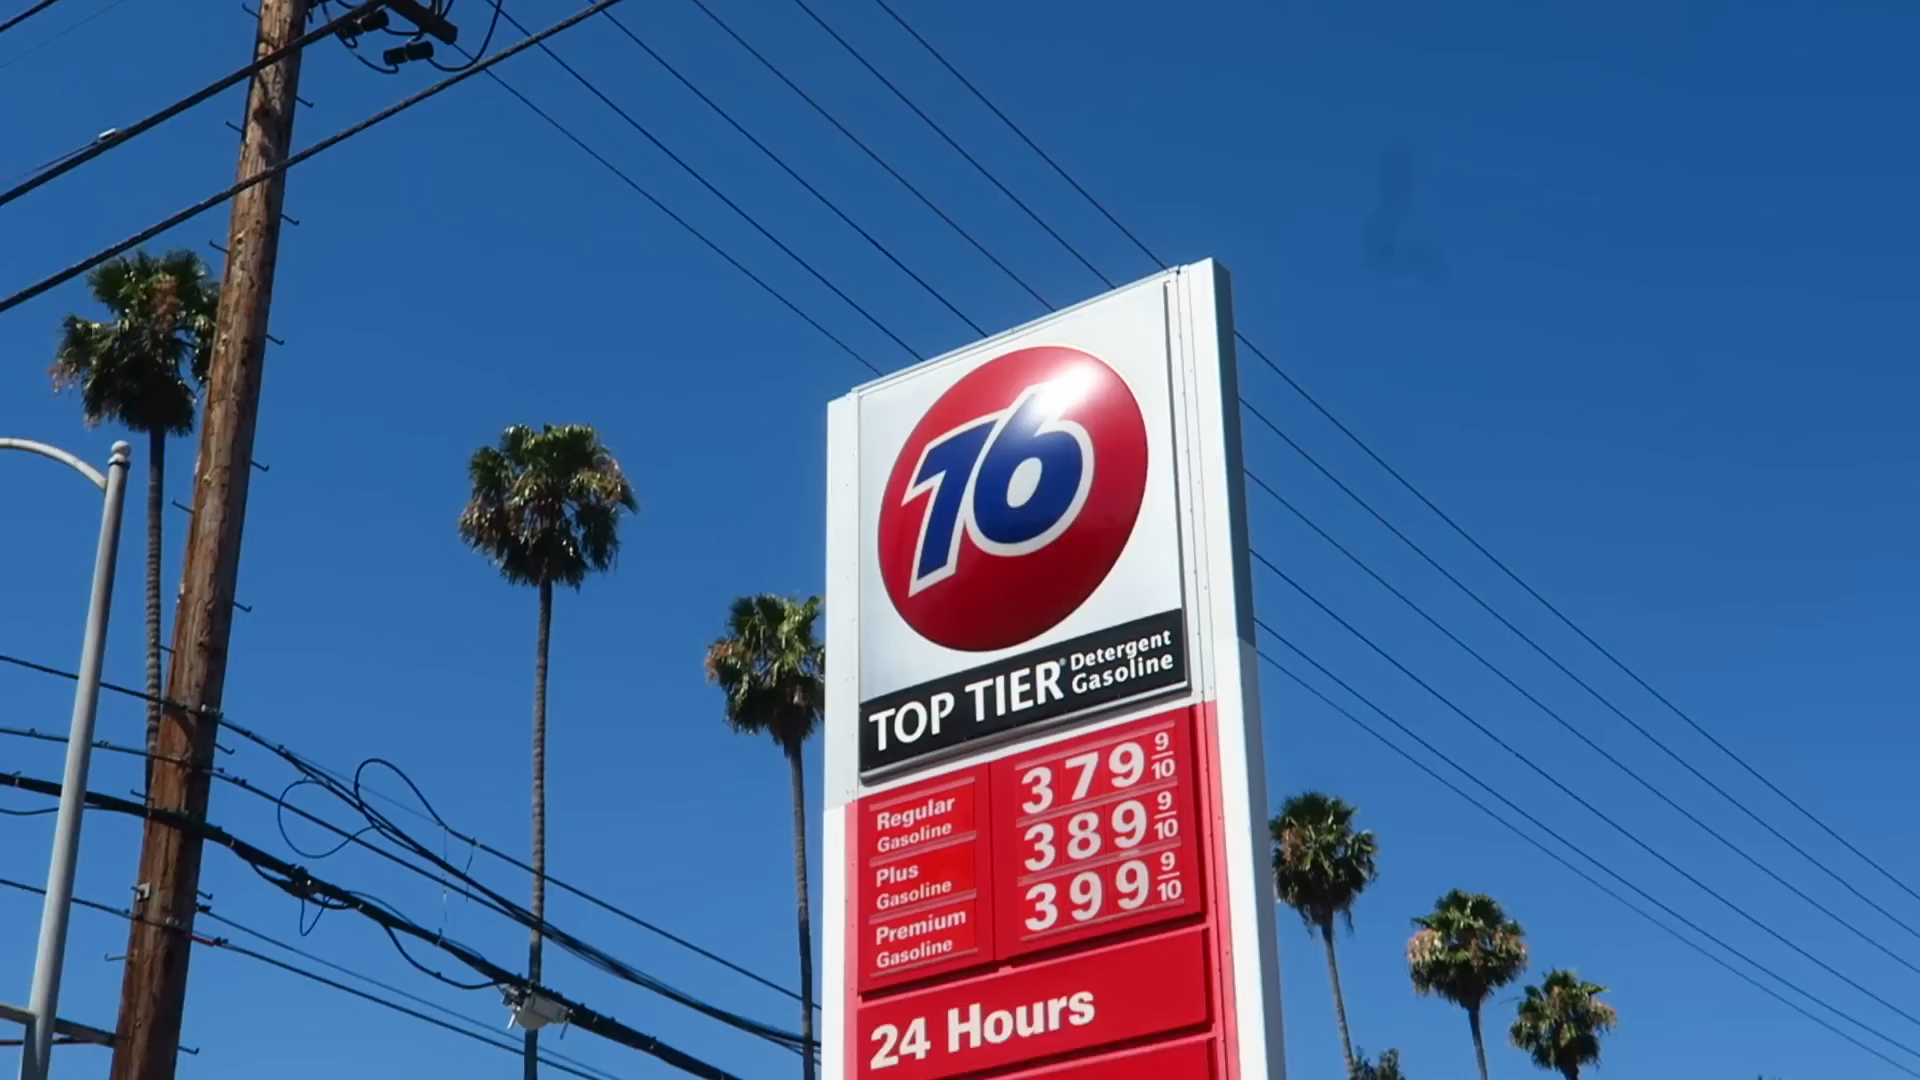 76
TOP TIER® Detergent
Gasoline
Regular
Gasoline
379 9/10
Plus
Gasoline
389 9/10
Premium
Gasoline
399 9/10
24 Hours